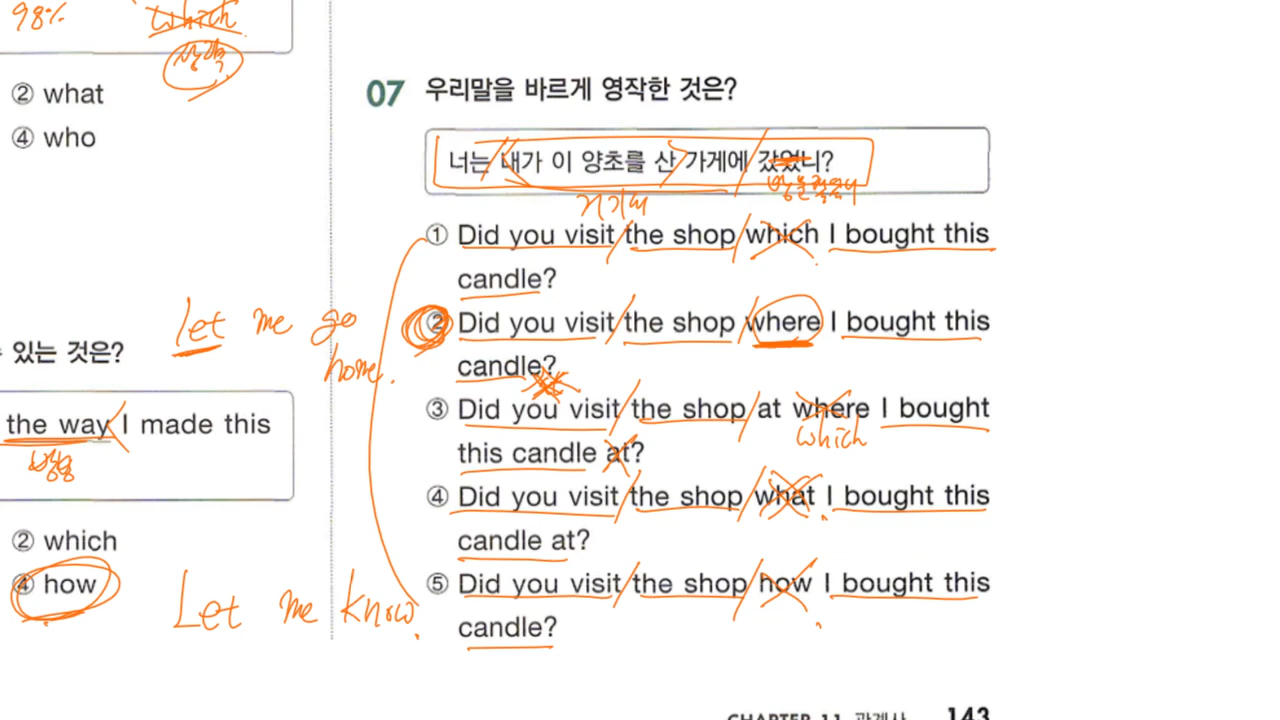 98% which
생략
② what
④ who
있는 것은?
the way I made this
방법
② which
④ how
let me go
home.
Let me know.
07 우리말을 바르게 영작한 것은?
너는 내가 이 양초를 산 가게에 갔었니?
① Did you visit the shop which I bought this
candle?
② Did you visit the shop where I bought this
candle?
③ Did you visit the shop at where I bought
which
this candle at?
④ Did you visit the shop what I bought this
candle at?
⑤ Did you visit the shop how I bought this
candle?
CHAPTER 11 관계사 143